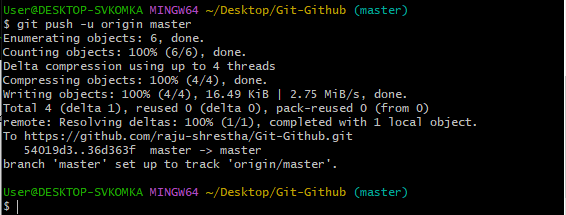 User@DESKTOP-SVKOMKA MINGW64 ~/Desktop/Git-Github (master)
$ git push -u origin master
Enumerating objects: 6, done.
Counting objects: 100% (6/6), done.
Delta compression using up to 4 threads
Compressing objects: 100% (4/4), done.
Writing objects: 100% (4/4), 16.49 KiB | 2.75 MiB/s, done.
Total 4 (delta 1), reused 0 (delta 0), pack-reused 0 (from 0)
remote: Resolving deltas: 100% (1/1), completed with 1 local object.
To https://github.com/raju-shrestha/Git-Github.git
   54019d3..36d363f  master -> master
branch 'master' set up to track 'origin/master'.
User@DESKTOP-SVKOMKA MINGW64 ~/Desktop/Git-Github (master)
$